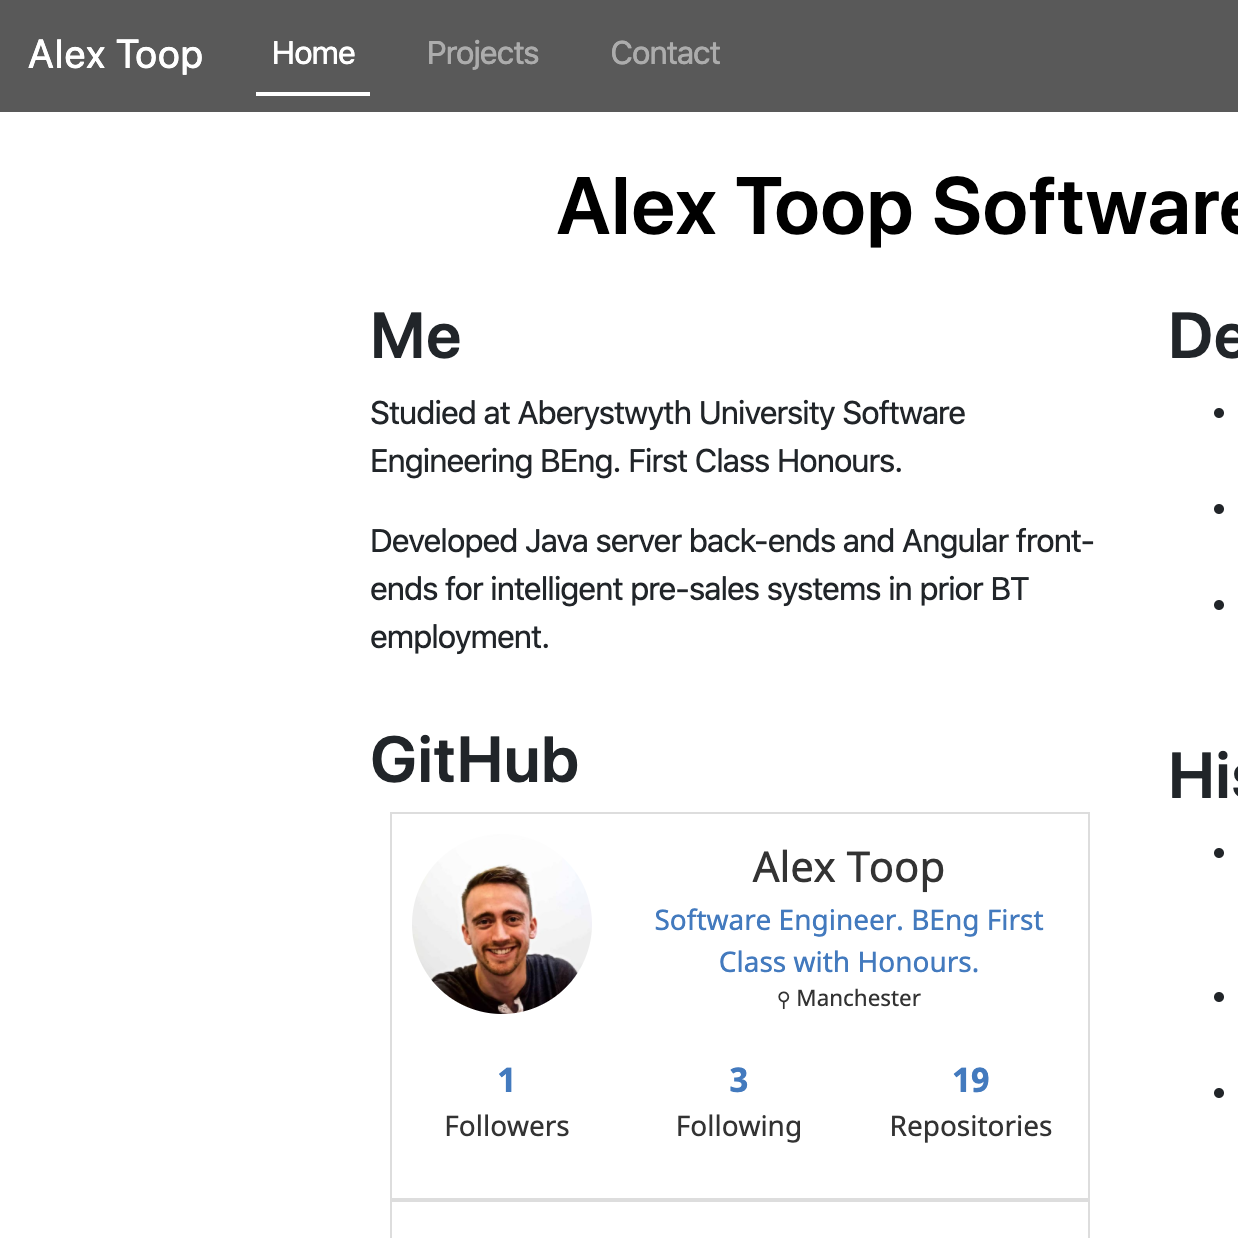 Alex Toop Home Projects Contact
Alex Toop Software
Me
Studied at Aberystwyth University Software
Engineering BEng. First Class Honours.
Developed Java server back-ends and Angular front-
ends for intelligent pre-sales systems in prior BT
employment.
GitHub
Alex Toop
Software Engineer. BEng First
Class with Honours.
Manchester
1 3 19
Followers Following Repositories
De
His